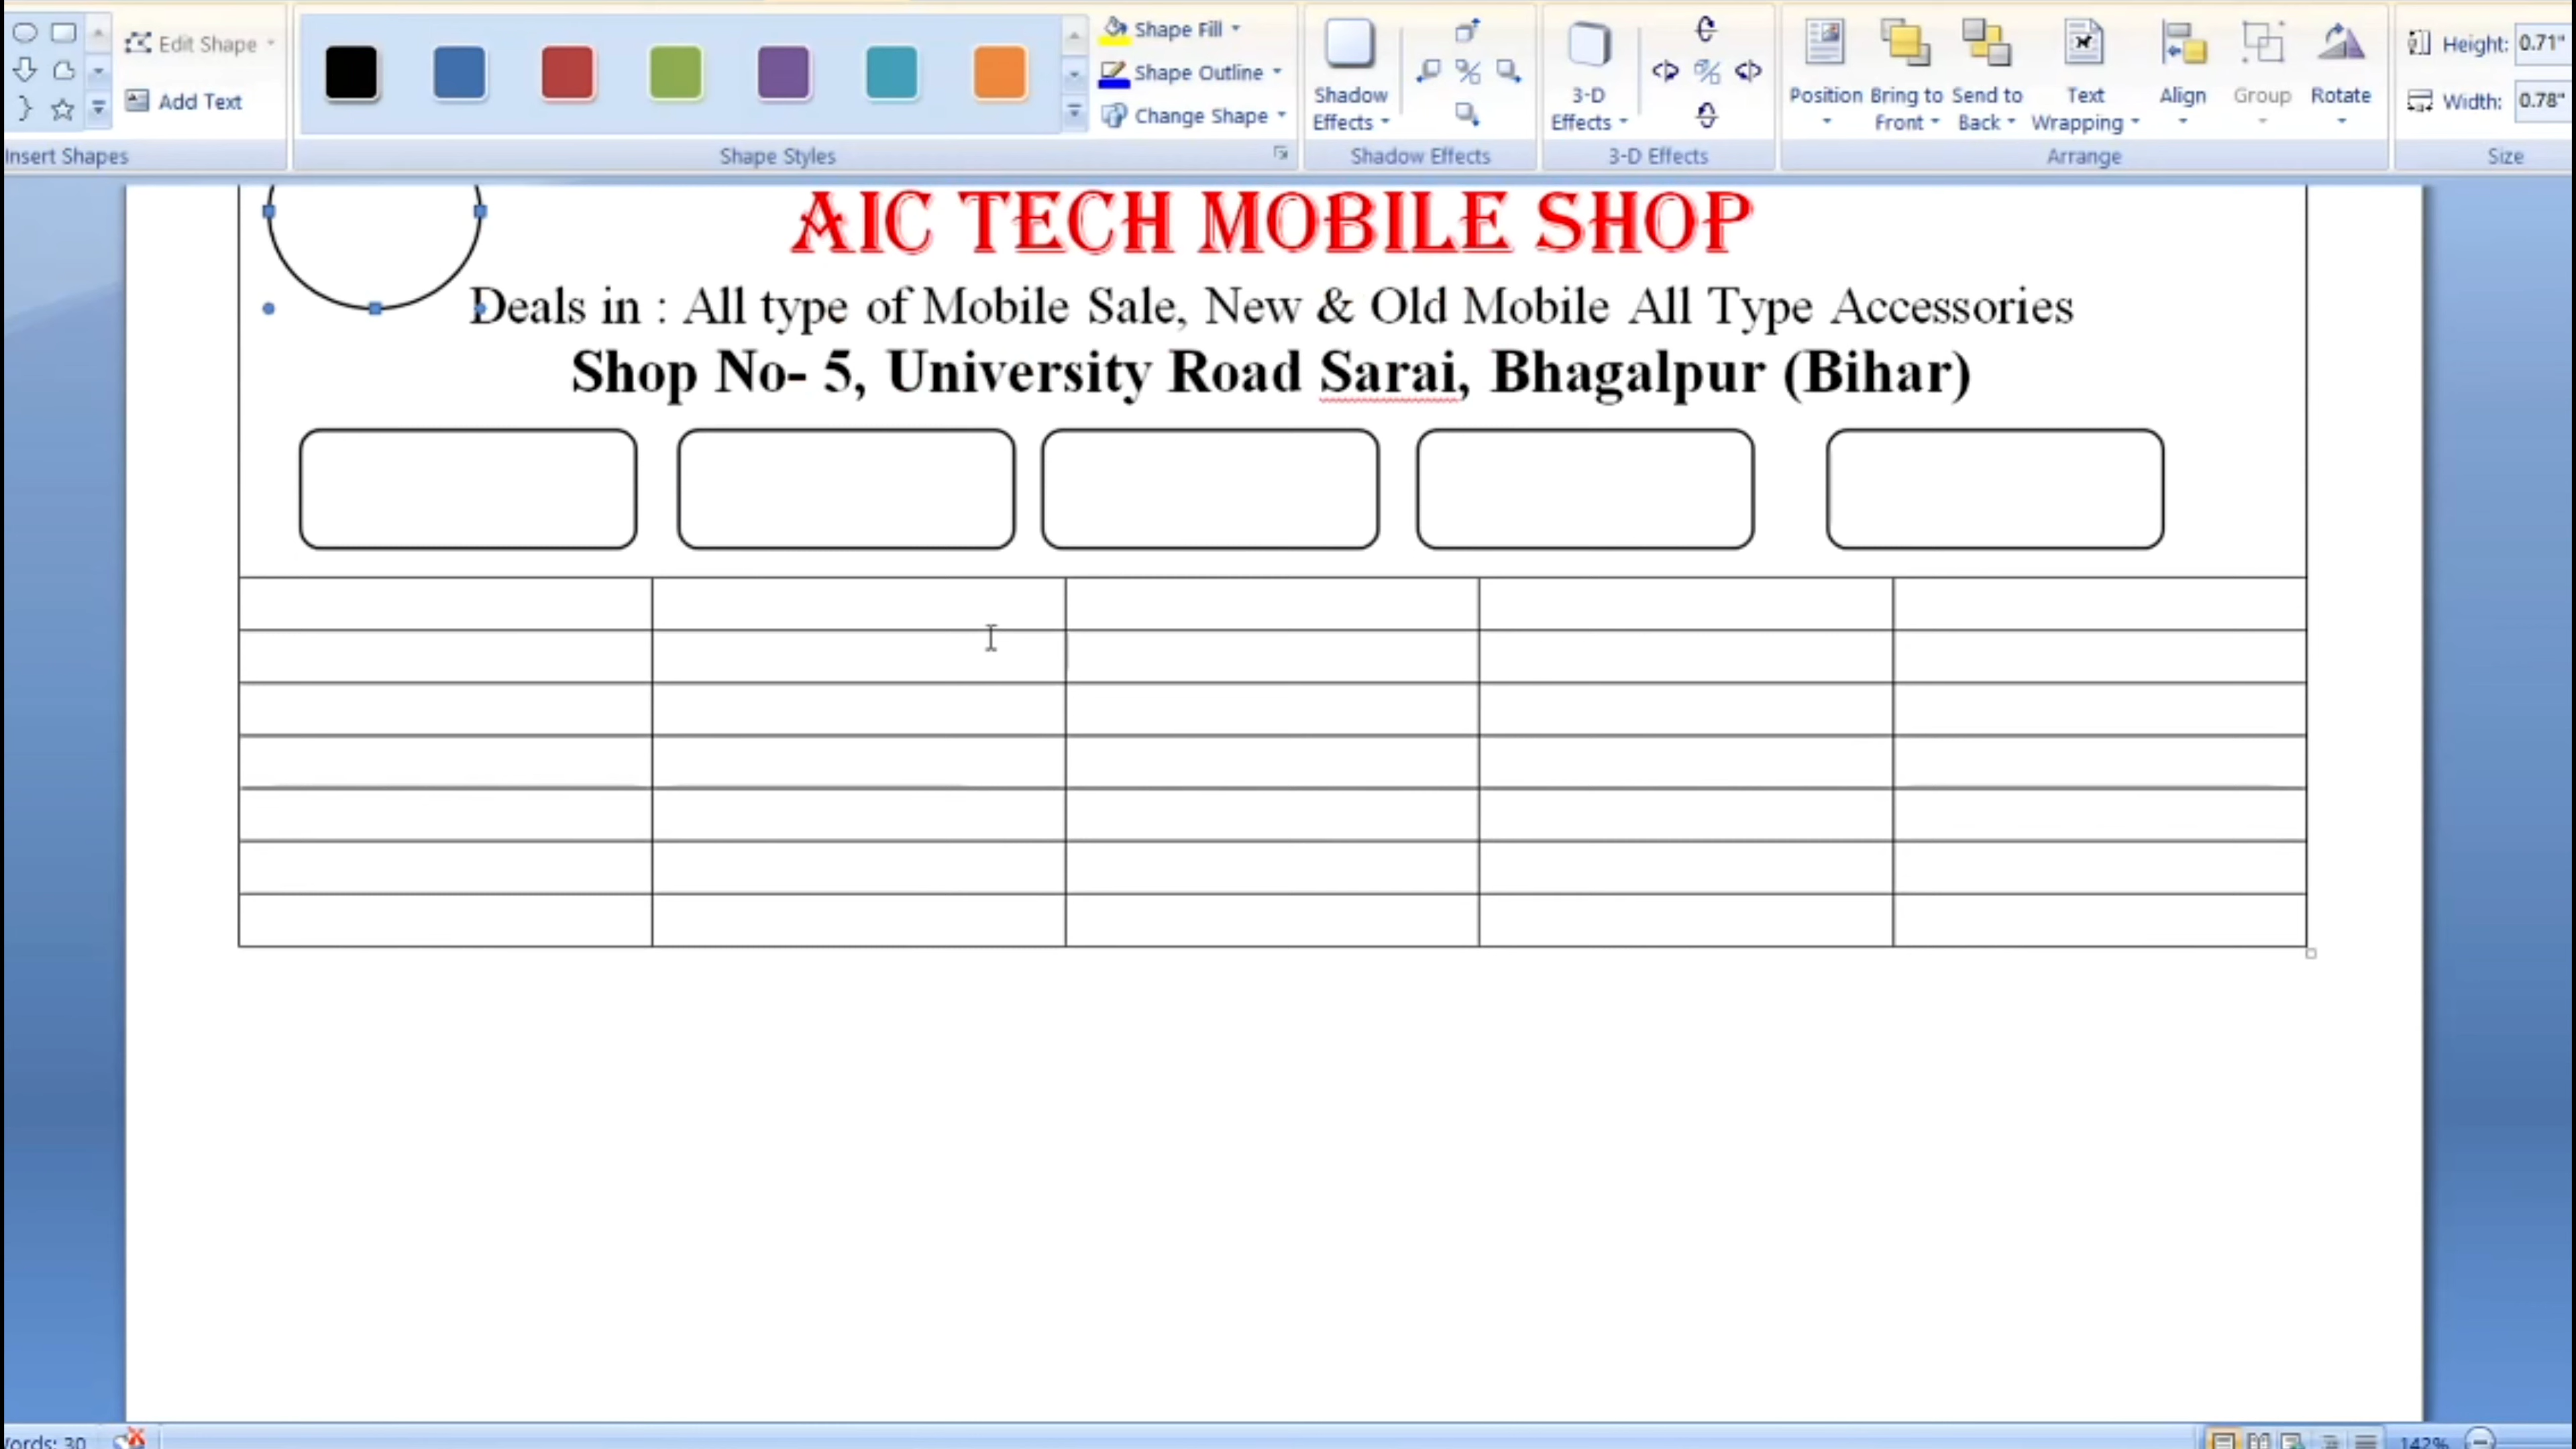 Edit Shape
Add Text
Insert Shapes
Shape Fill
Shape Outline
Change Shape
Shape Styles
Shadow Effects
Shadow Effects
3-D Effects
3-D Effects
Position
Bring to Front
Send to Back
Text Wrapping
Align
Group
Rotate
Arrange
Height: 0.71"
Width: 0.78"
Size
AIC TECH MOBILE SHOP
Deals in : All type of Mobile Sale, New & Old Mobile All Type Accessories
Shop No- 5, University Road Sarai, Bhagalpur (Bihar)
Words: 30
142%